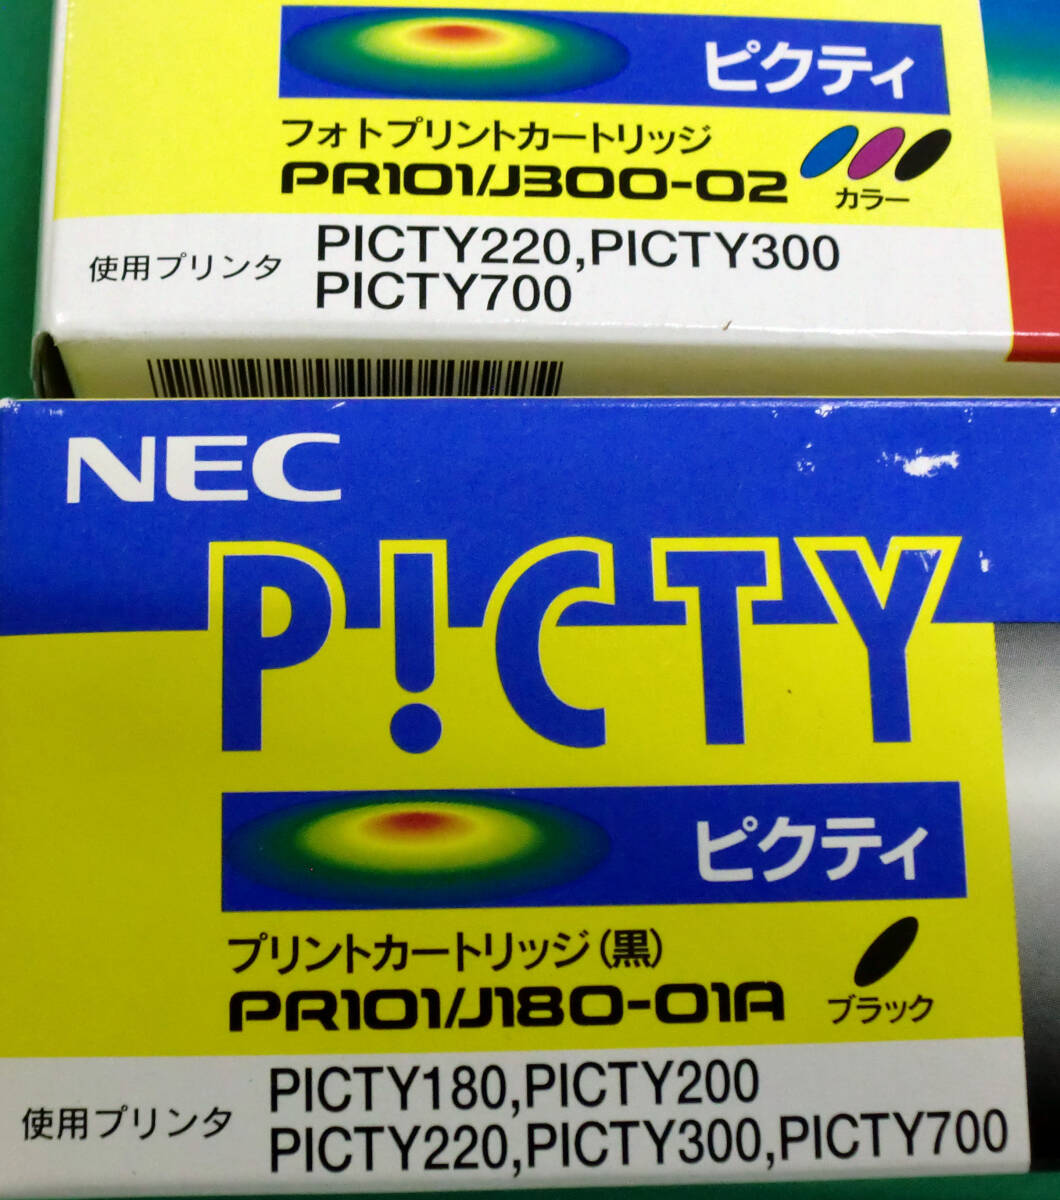 ピクティ
フォトプリントカートリッジ
PR101/J300-02
カラー
使用プリンタ
PICTY220,PICTY300
PICTY700
NEC
P!CTY
ピクティ
プリントカートリッジ(黒)
PR101/J180-01A
ブラック
使用プリンタ
PICTY180,PICTY200
PICTY220,PICTY300,PICTY700